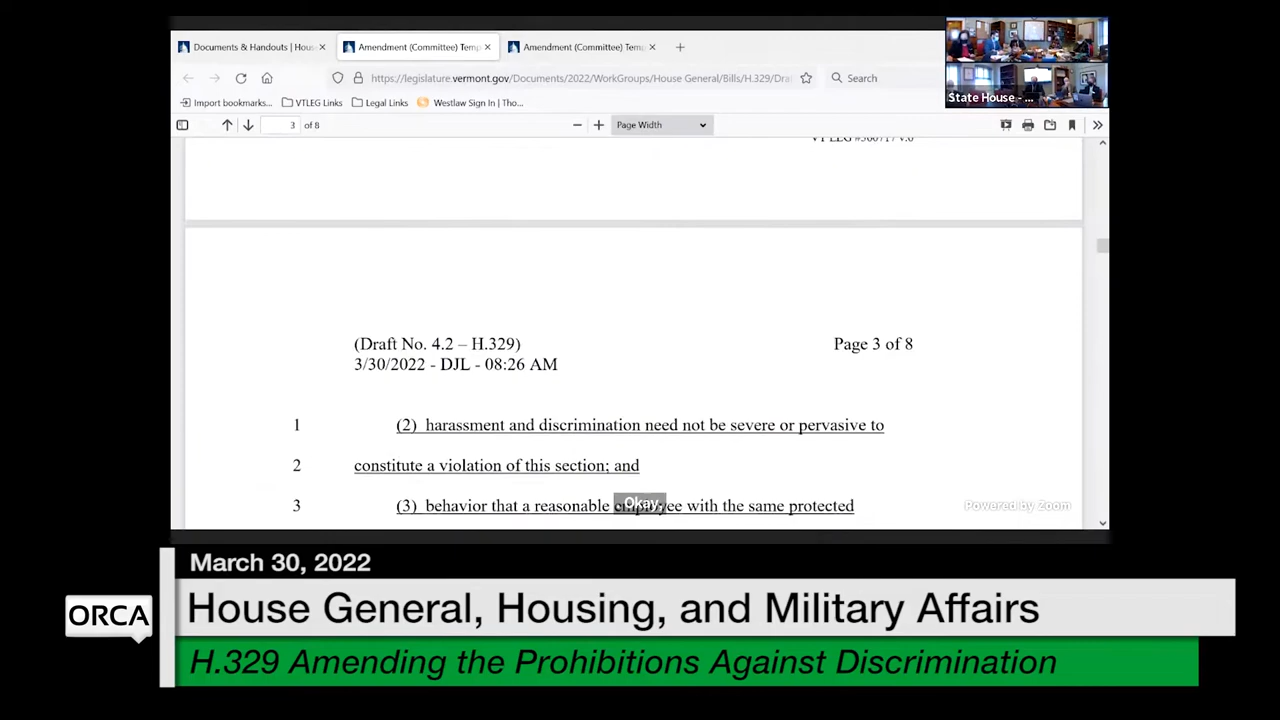 Documents & Handouts | Hous
Amendment (Committee) Temp
Amendment (Committee) Temp
https://legislature.vermont.gov/Documents/2022/WorkGroups/House General/Bills/H.329/Dra
Search
Import bookmarks...
VTLEG Links
Legal Links
Westlaw Sign In | Tho...
State House - ...
3 of 8
Page Width
(Draft No. 4.2 – H.329)
Page 3 of 8
3/30/2022 - DJL - 08:26 AM
1 (2) harassment and discrimination need not be severe or pervasive to
2 constitute a violation of this section; and
3 (3) behavior that a reasonable employee with the same protected
Okay,
Powered by Zoom
March 30, 2022
ORCA
House General, Housing, and Military Affairs
H.329 Amending the Prohibitions Against Discrimination